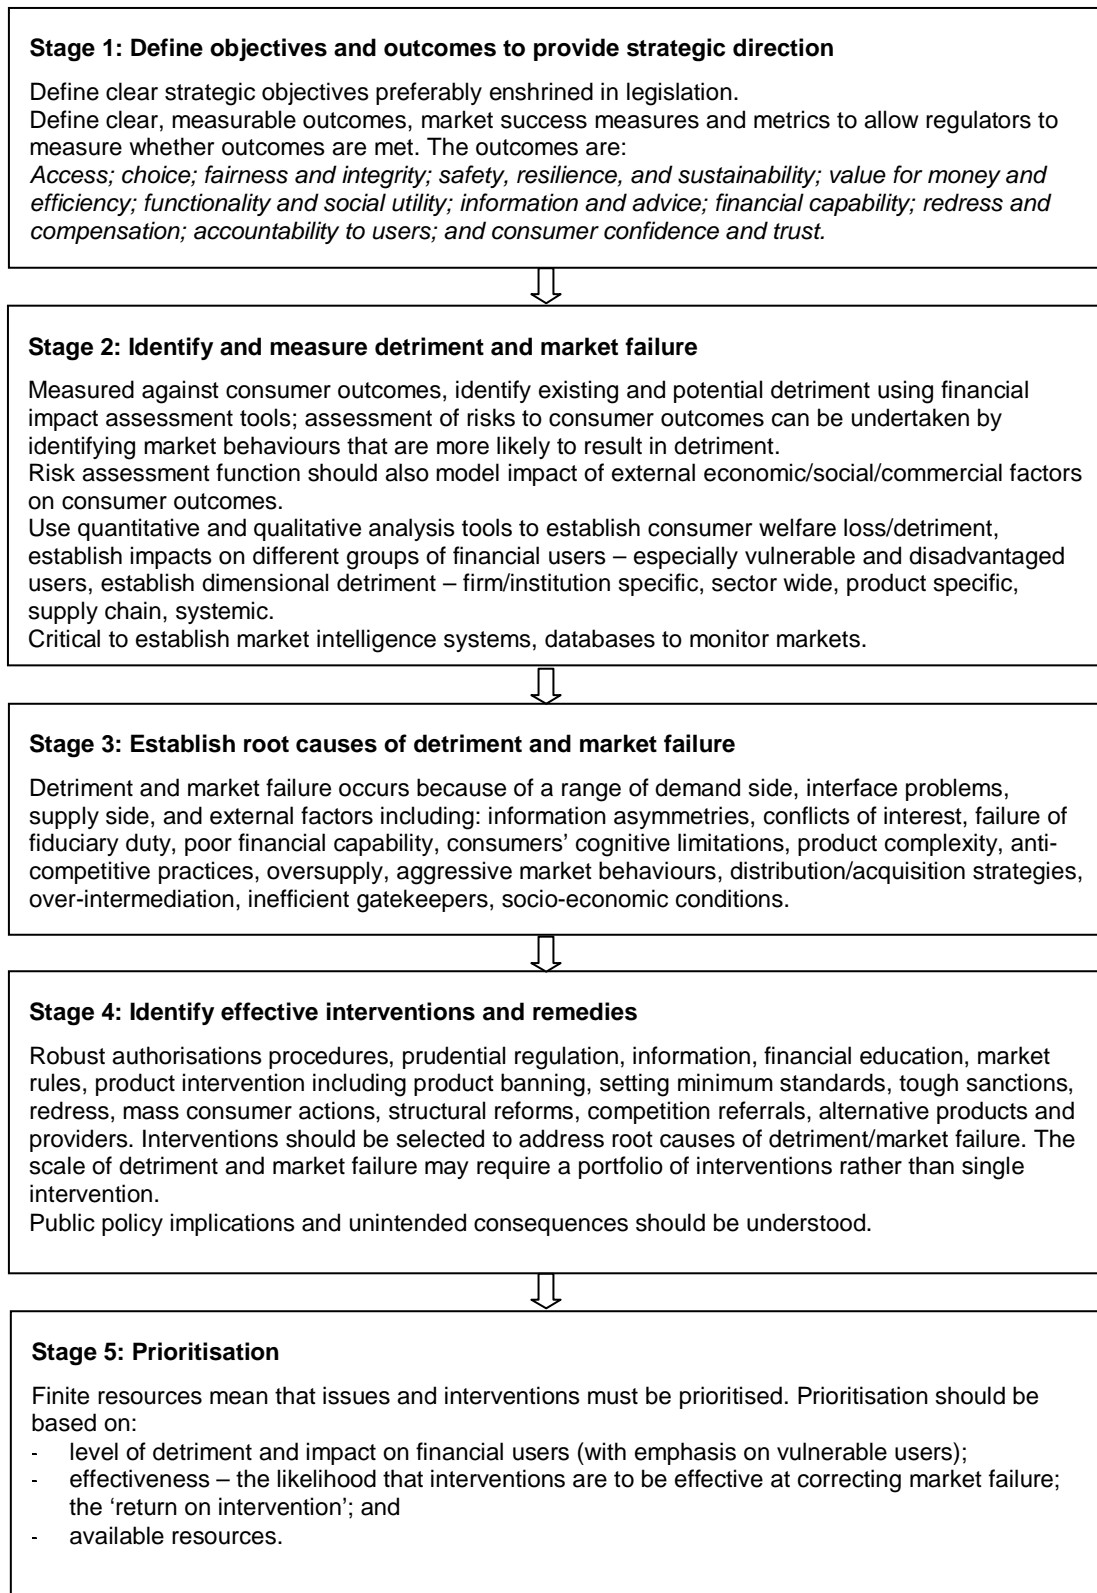 Stage 1: Define objectives and outcomes to provide strategic direction
Define clear strategic objectives preferably enshrined in legislation.
Define clear, measurable outcomes, market success measures and metrics to allow regulators to
measure whether outcomes are met. The outcomes are:
Access; choice; fairness and integrity; safety, resilience, and sustainability; value for money and
efficiency; functionality and social utility; information and advice; financial capability; redress and
compensation; accountability to users; and consumer confidence and trust.
Stage 2: Identify and measure detriment and market failure
Measured against consumer outcomes, identify existing and potential detriment using financial
impact assessment tools; assessment of risks to consumer outcomes can be undertaken by
identifying market behaviours that are more likely to result in detriment.
Risk assessment function should also model impact of external economic/social/commercial factors
on consumer outcomes.
Use quantitative and qualitative analysis tools to establish consumer welfare loss/detriment,
establish impacts on different groups of financial users – especially vulnerable and disadvantaged
users, establish dimensional detriment – firm/institution specific, sector wide, product specific,
supply chain, systemic.
Critical to establish market intelligence systems, databases to monitor markets.
Stage 3: Establish root causes of detriment and market failure
Detriment and market failure occurs because of a range of demand side, interface problems,
supply side, and external factors including: information asymmetries, conflicts of interest, failure of
fiduciary duty, poor financial capability, consumers' cognitive limitations, product complexity, anti-
competitive practices, oversupply, aggressive market behaviours, distribution/acquisition strategies,
over-intermediation, inefficient gatekeepers, socio-economic conditions.
Stage 4: Identify effective interventions and remedies
Robust authorisations procedures, prudential regulation, information, financial education, market
rules, product intervention including product banning, setting minimum standards, tough sanctions,
redress, mass consumer actions, structural reforms, competition referrals, alternative products and
providers. Interventions should be selected to address root causes of detriment/market failure. The
scale of detriment and market failure may require a portfolio of interventions rather than single
intervention.
Public policy implications and unintended consequences should be understood.
Stage 5: Prioritisation
Finite resources mean that issues and interventions must be prioritised. Prioritisation should be
based on:
- level of detriment and impact on financial users (with emphasis on vulnerable users);
- effectiveness – the likelihood that interventions are to be effective at correcting market failure;
the 'return on intervention'; and
- available resources.